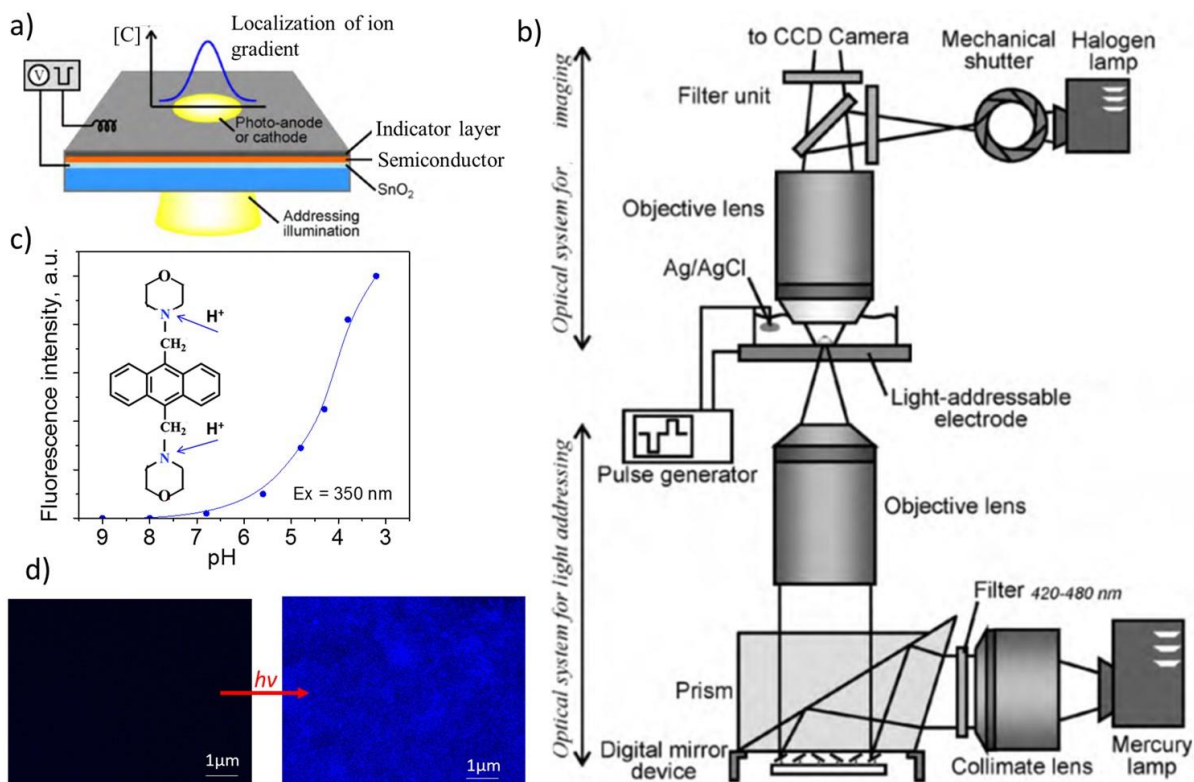 a)
[C]
Localization of ion
gradient
V
Photo-anode
or cathode
Indicator layer
Semiconductor
SnO2
Addressing
illumination
b)
to CCD Camera
Mechanical
shutter
Halogen
lamp
Filter unit
Optical system for imaging
Objective lens
Ag/AgCl
Light-addressable
electrode
Pulse generator
Objective lens
Optical system for light addressing
Filter 420-480 nm
Prism
Digital mirror
device
Collimate lens
Mercury
lamp
c)
Fluorescence intensity, a.u.
O
N
H+
CH2
CH2
H+
N
O
Ex = 350 nm
9 8 7 6 5 4 3
pH
d)
hv
1μm
1μm